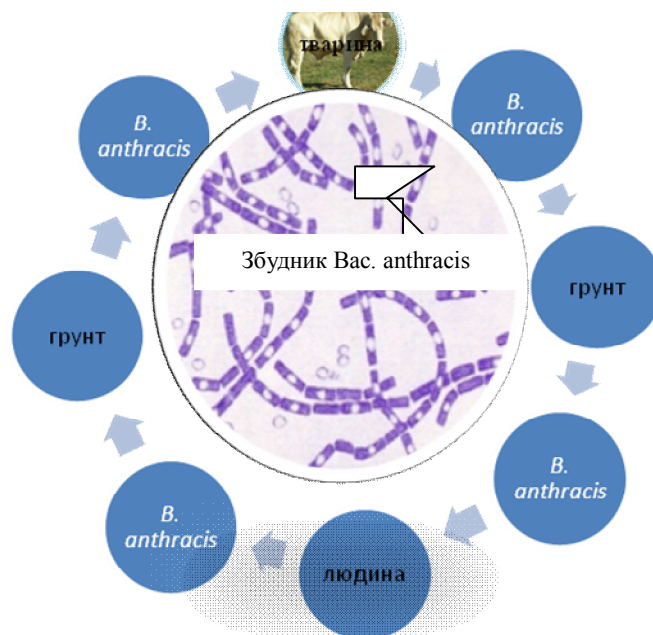 тварина
B.
anthracis
грунт
B.
anthracis
людина
B.
anthracis
грунт
B.
anthracis
Збудник Bac. anthracis